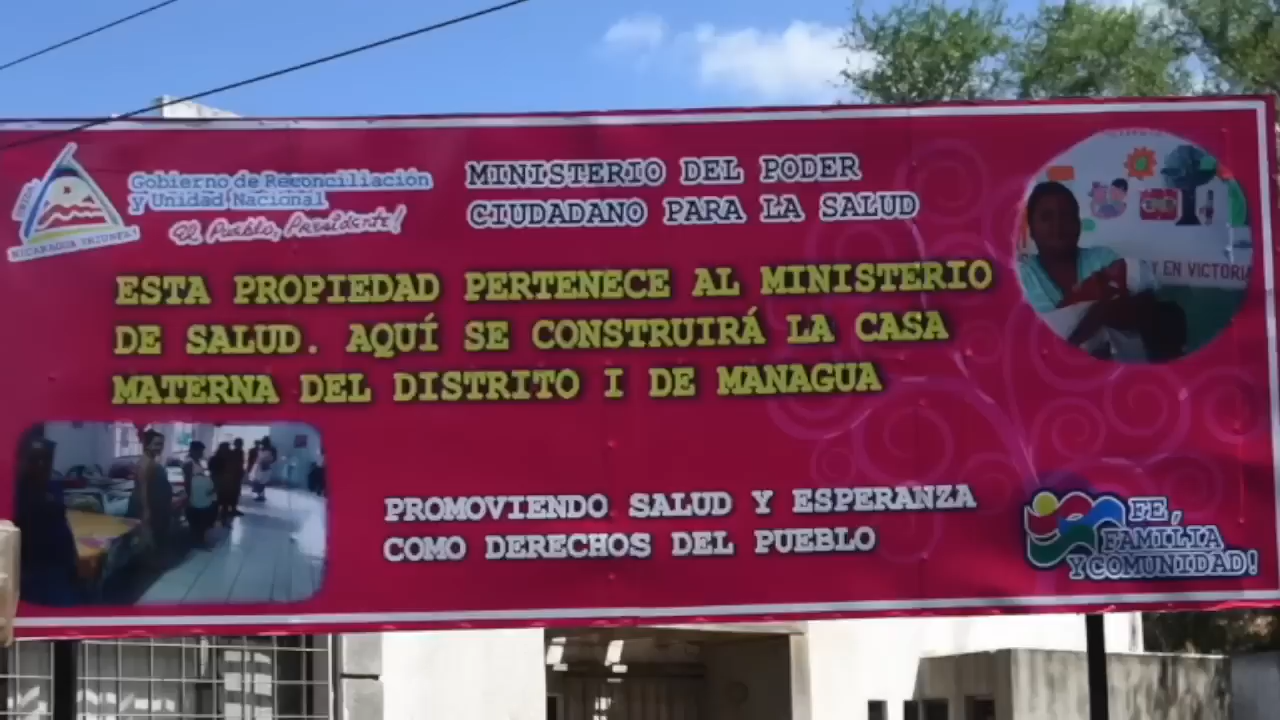 Gobierno de Reconciliación
y Unidad Nacional
El Pueblo, Presidente!
MINISTERIO DEL PODER
CIUDADANO PARA LA SALUD
ESTA PROPIEDAD PERTENECE AL MINISTERIO
DE SALUD. AQUÍ SE CONSTRUIRÁ LA CASA
MATERNA DEL DISTRITO I DE MANAGUA
Y EN VICTORIA
PROMOVIENDO SALUD Y ESPERANZA
COMO DERECHOS DEL PUEBLO
FE,
FAMILIA
Y COMUNIDAD!